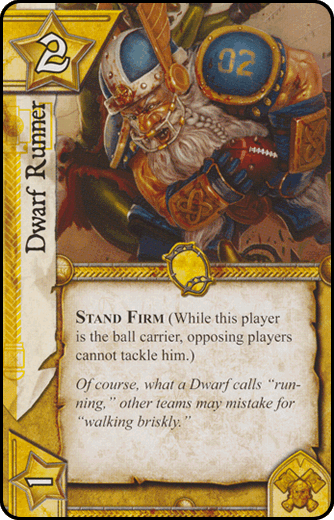 2
Dwarf Runner
02
STAND FIRM (While this player
is the ball carrier, opposing players
cannot tackle him.)
Of course, what a Dwarf calls “run-
ning,” other teams may mistake for
“walking briskly.”
1